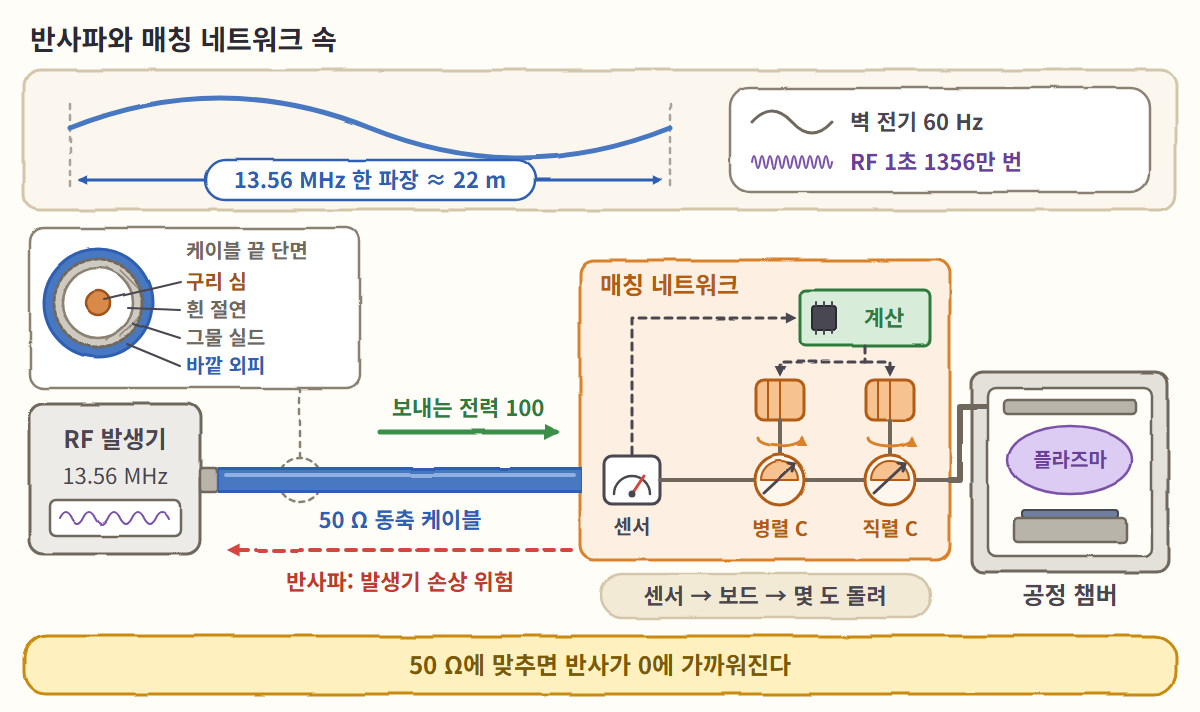 반사파와 매칭 네트워크 속
13.56 MHz 한 파장 ≈ 22 m
벽 전기 60 Hz
RF 1초 1356만 번
케이블 끝 단면
구리 심
흰 절연
그물 실드
바깥 외피
RF 발생기
13.56 MHz
보내는 전력 100
50 Ω 동축 케이블
반사파: 발생기 손상 위험
매칭 네트워크
계산
센서
병렬 C
직렬 C
센서 → 보드 → 몇 도 돌려
플라즈마
공정 챔버
50 Ω에 맞추면 반사가 0에 가까워진다